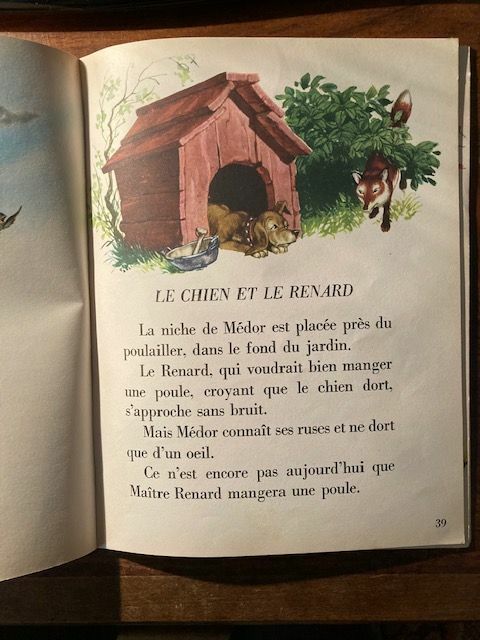 LE CHIEN ET LE RENARD
La niche de Médor est placée près du
poulailler, dans le fond du jardin.
Le Renard, qui voudrait bien manger
une poule, croyant que le chien dort,
s'approche sans bruit.
Mais Médor connaît ses ruses et ne dort
que d'un oeil.
Ce n'est encore pas aujourd'hui que
Maître Renard mangera une poule.
39